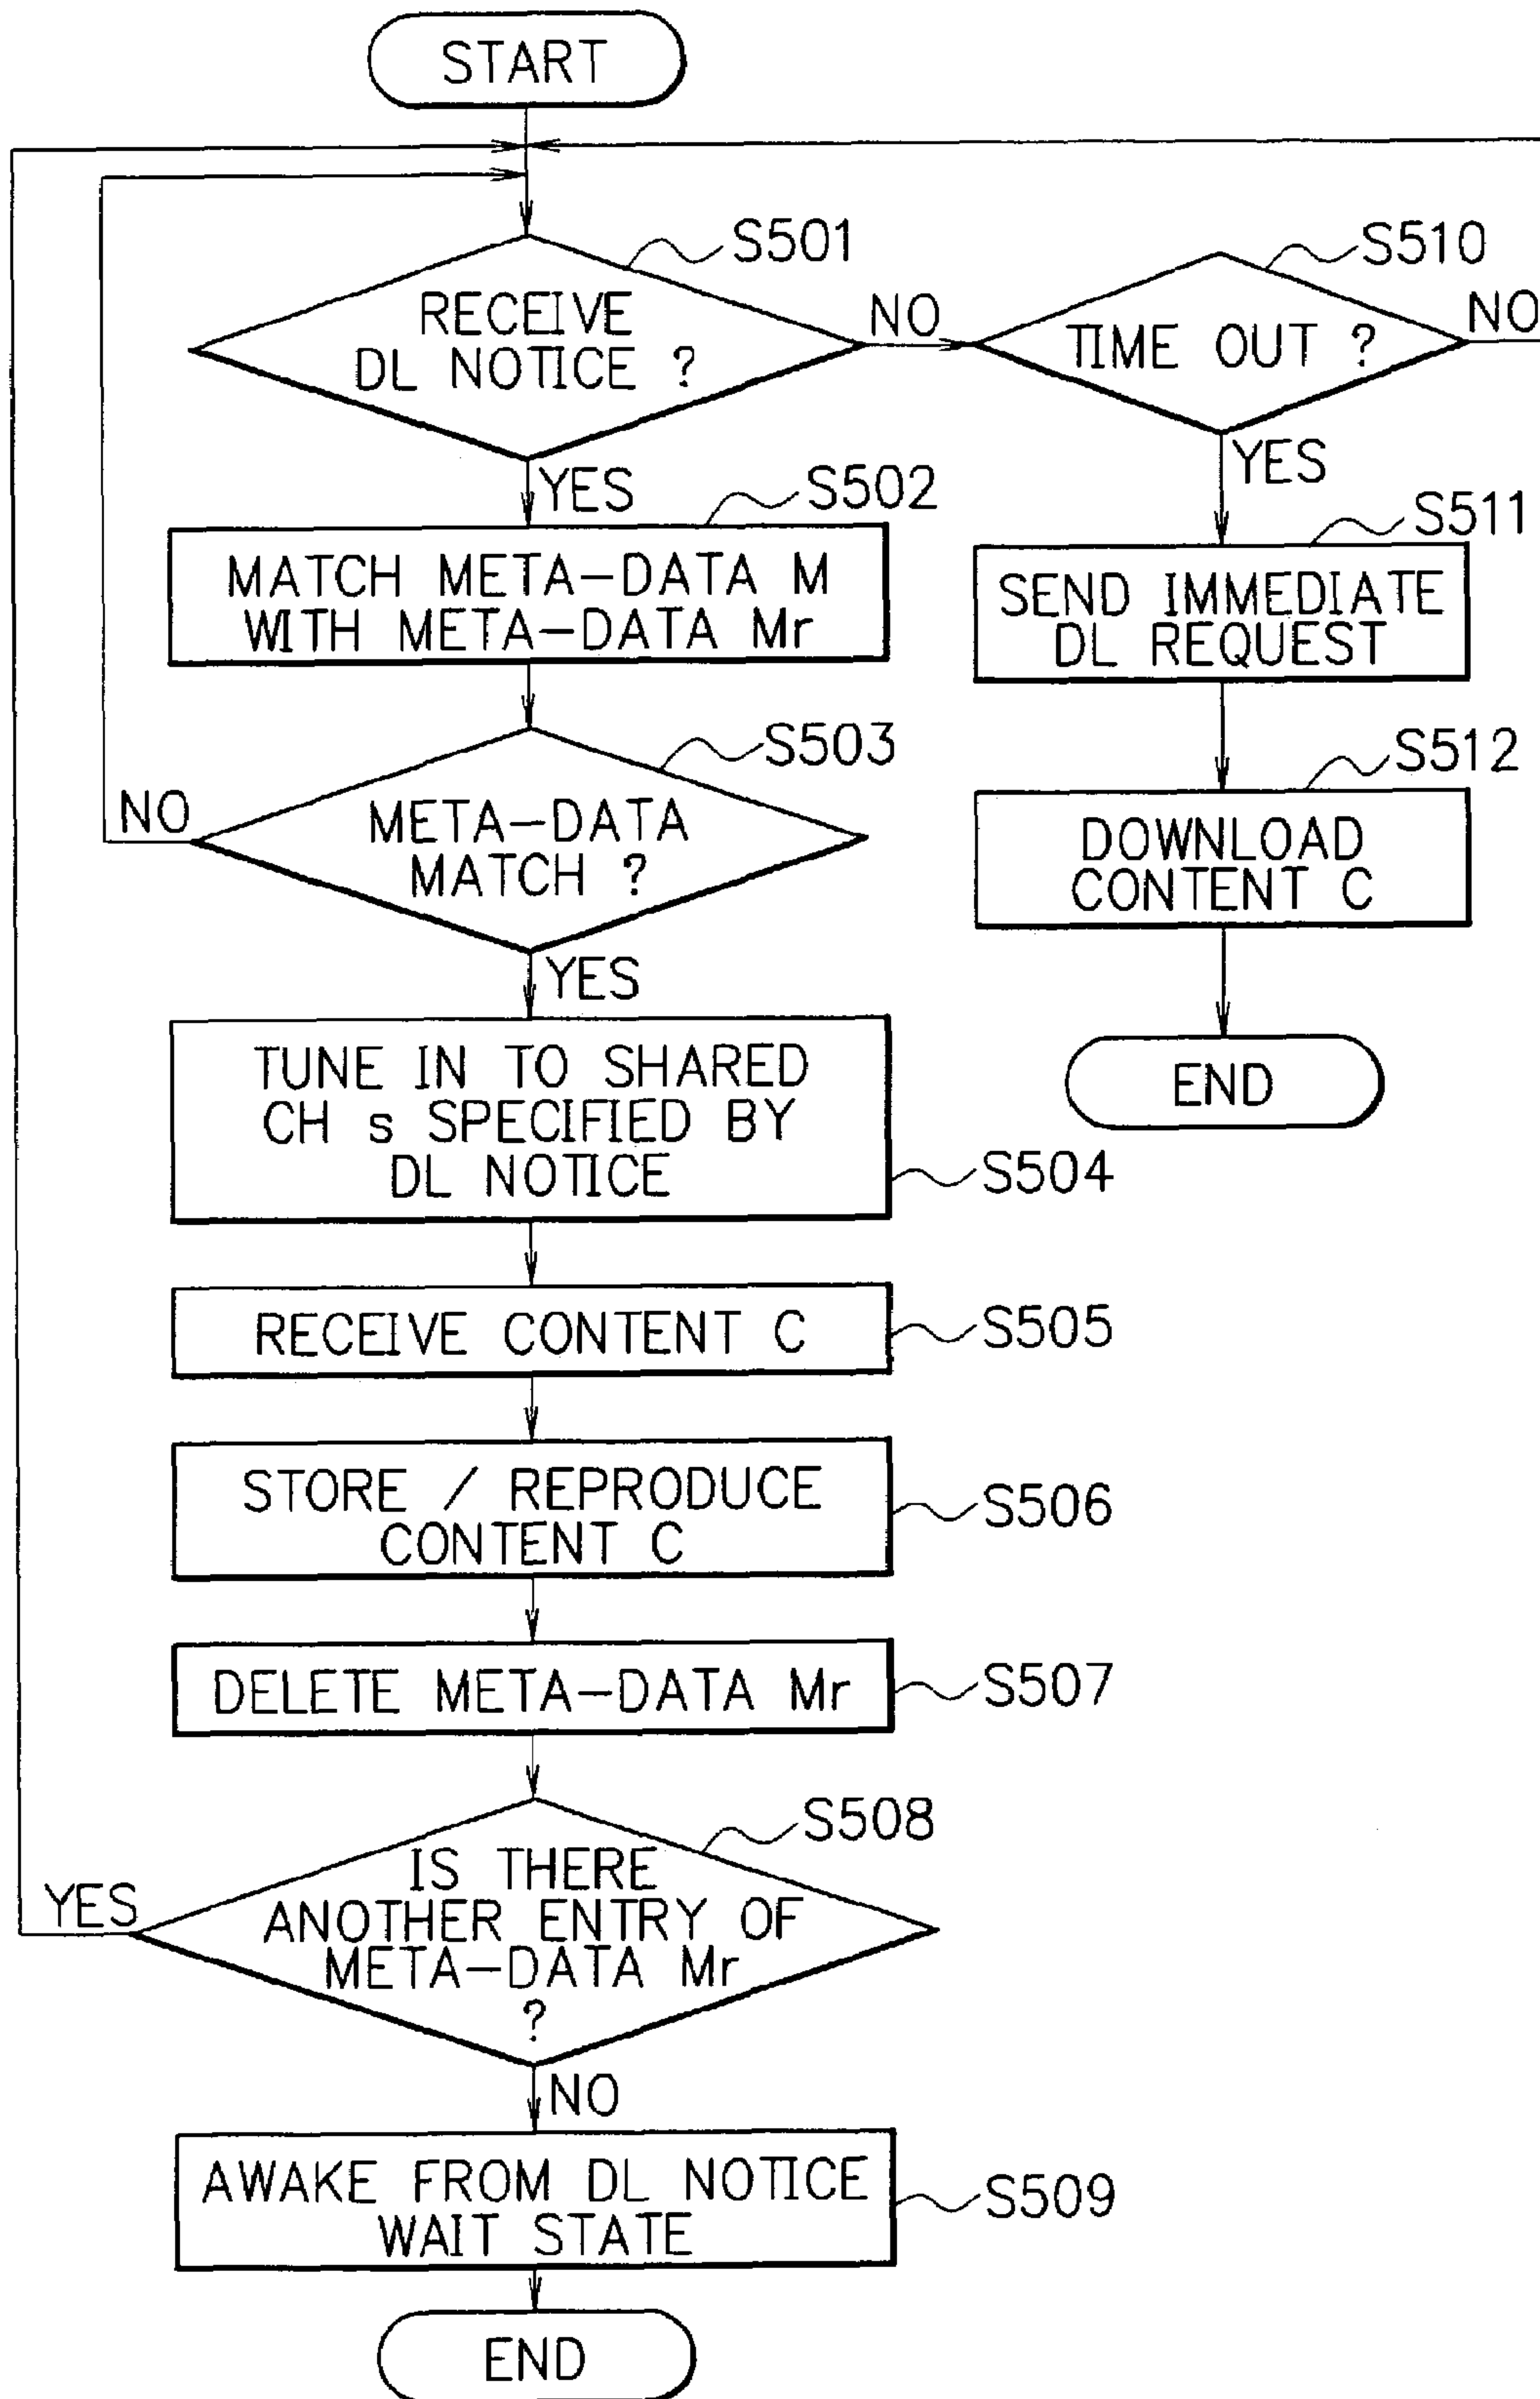 START
S501
RECEIVE
DL NOTICE ?
NO
S510
TIME OUT ?
NO
YES
S502
MATCH META-DATA M
WITH META-DATA Mr
YES
S511
SEND IMMEDIATE
DL REQUEST
S503
META-DATA
MATCH ?
NO
S512
DOWNLOAD
CONTENT C
YES
TUNE IN TO SHARED
CH s SPECIFIED BY
DL NOTICE
S504
END
RECEIVE CONTENT C
S505
STORE / REPRODUCE
CONTENT C
S506
DELETE META-DATA Mr
S507
S508
IS THERE
ANOTHER ENTRY OF
META-DATA Mr
?
YES
NO
AWAKE FROM DL NOTICE
WAIT STATE
S509
END